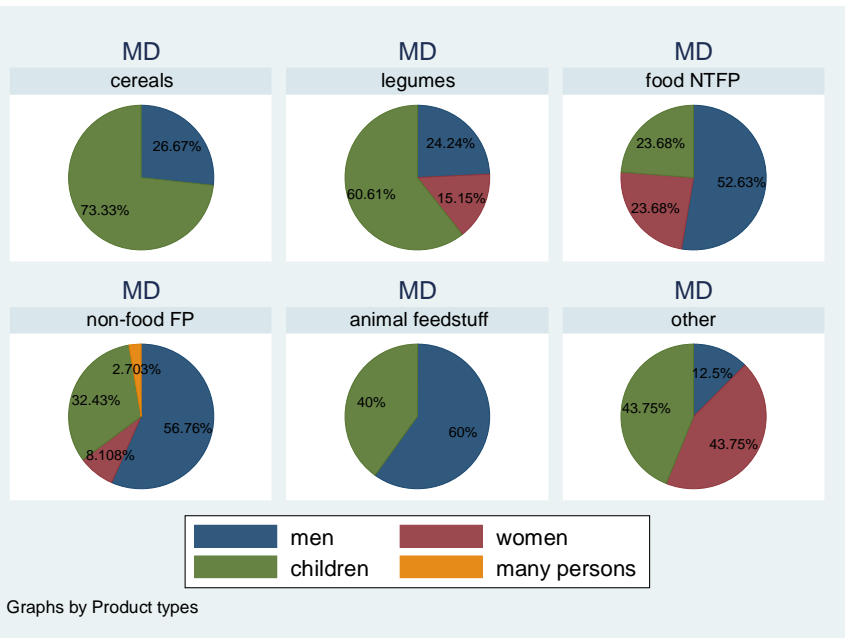 MD
cereals
26.67%
73.33%
MD
legumes
24.24%
15.15%
60.61%
MD
food NTFP
23.68%
52.63%
23.68%
MD
non-food FP
2.703%
32.43%
56.76%
8.108%
MD
animal feedstuff
40%
60%
MD
other
12.5%
43.75%
43.75%
men
women
children
many persons
Graphs by Product types